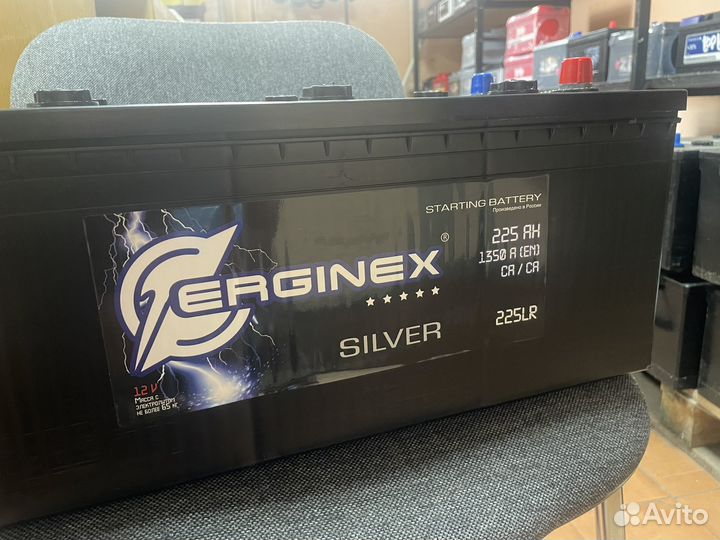 STARTING BATTERY
Произведено в России
ERGINEX ®
225 AH
1350 A (EN)
CA / CA
SILVER
225LR
12 V
МАССА С
ЭЛЕКТРОЛИТОМ
НЕ БОЛЕЕ 65 КГ
Avito